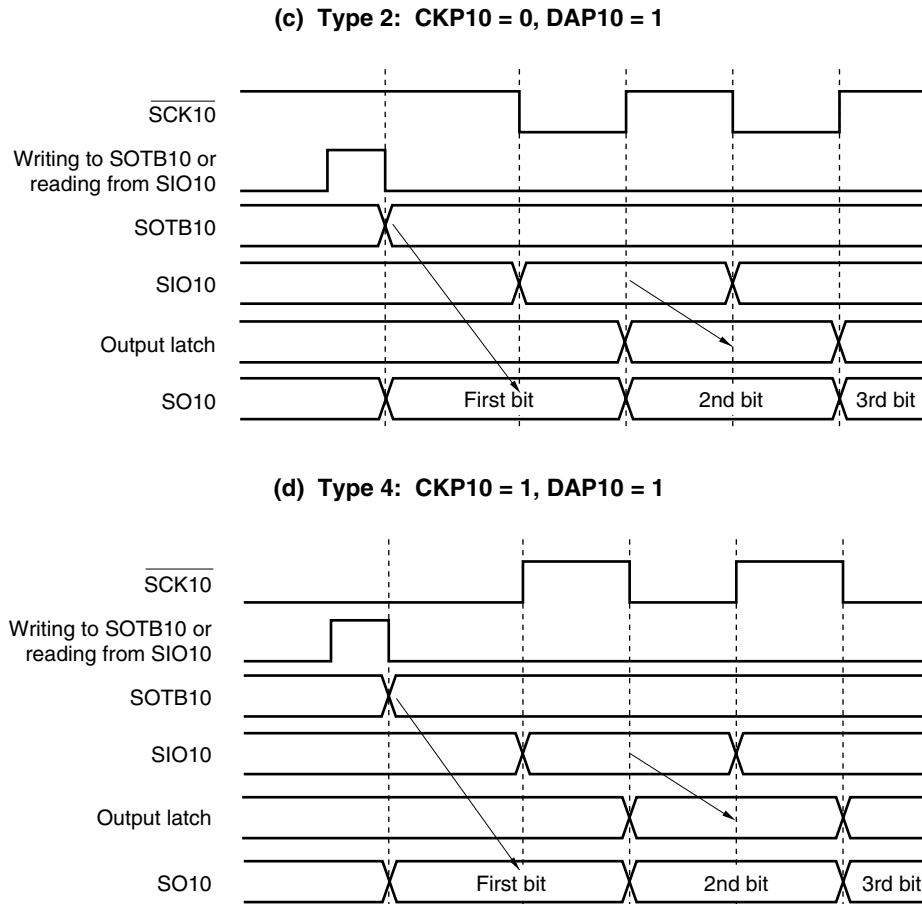 (c) Type 2: CKP10 = 0, DAP10 = 1
SCK10
Writing to SOTB10 or
reading from SIO10
SOTB10
SIO10
Output latch
SO10
First bit
2nd bit
3rd bit
(d) Type 4: CKP10 = 1, DAP10 = 1
SCK10
Writing to SOTB10 or
reading from SIO10
SOTB10
SIO10
Output latch
SO10
First bit
2nd bit
3rd bit